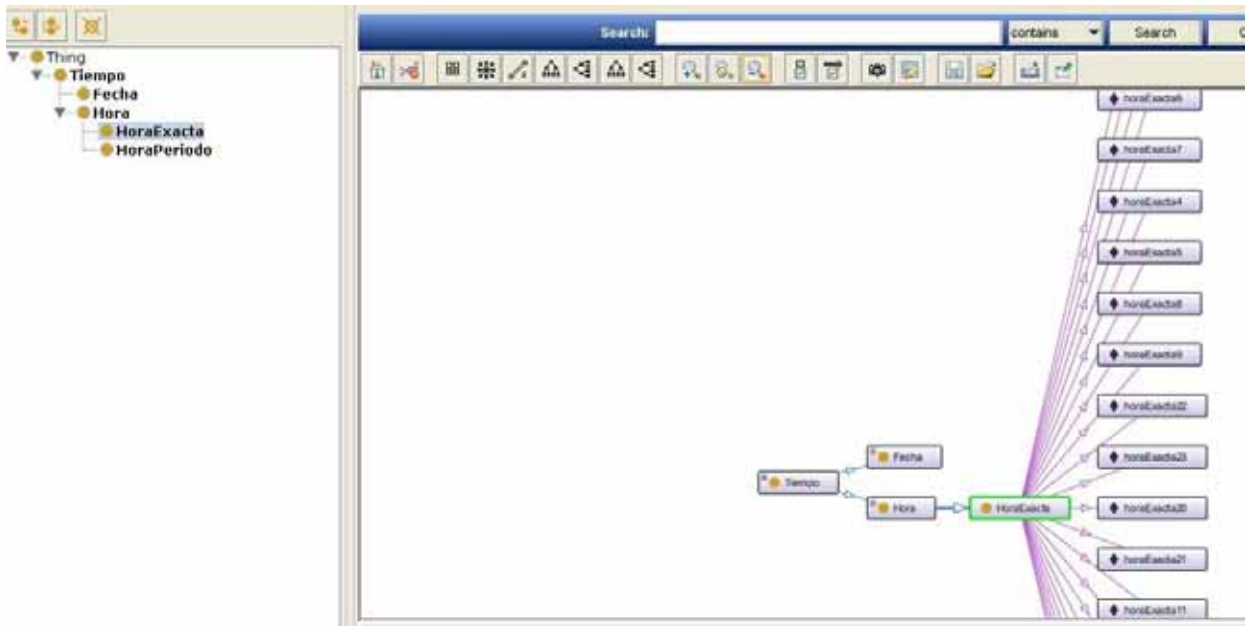 Thing
Tiempo
Fecha
Hora
HoraExacta
HoraPeriodo
Search: contains Search
horaExacta6
horaExacta7
horaExacta4
horaExacta5
horaExacta8
horaExacta9
horaExacta22
Fecha
horaExacta23
Tiempo
Hora
HoraExacta
horaExacta20
horaExacta21
horaExacta11